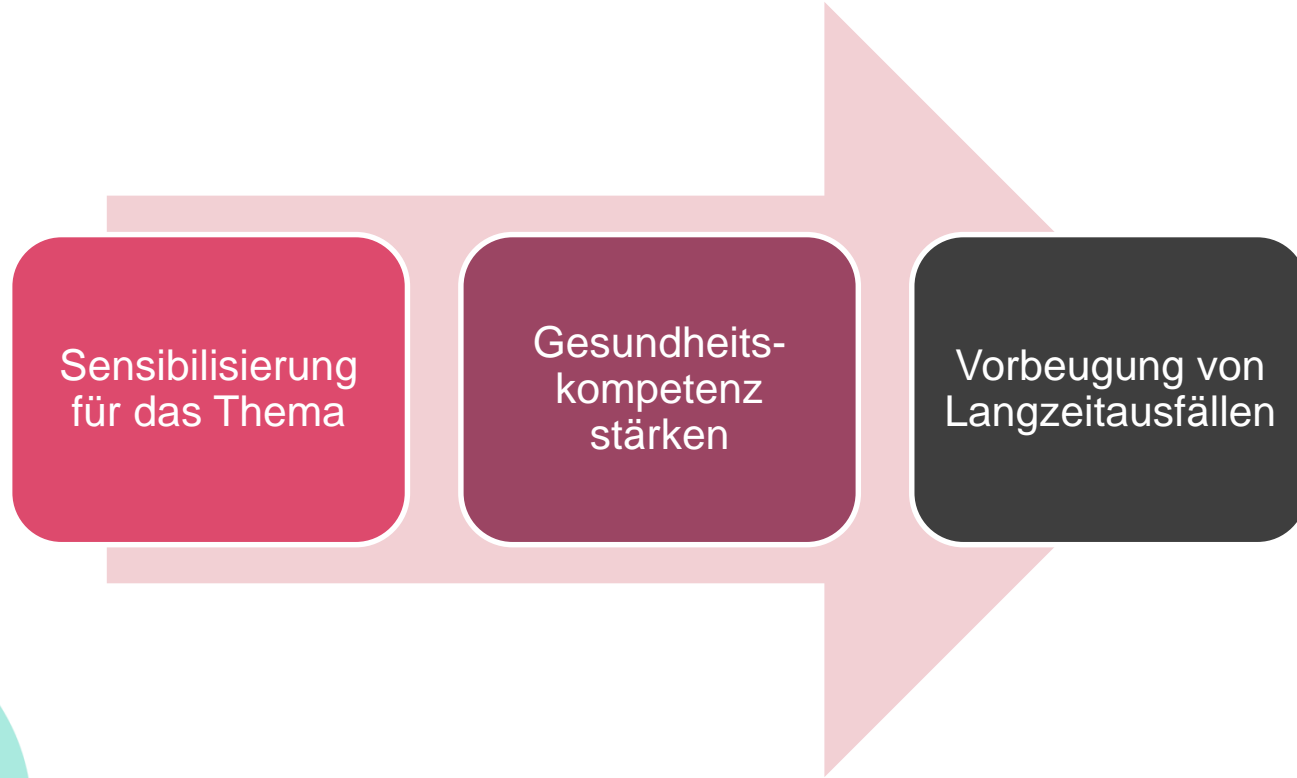 Sensibilisierung
für das Thema
Gesundheits-
kompetenz
stärken
Vorbeugung von
Langzeitausfällen